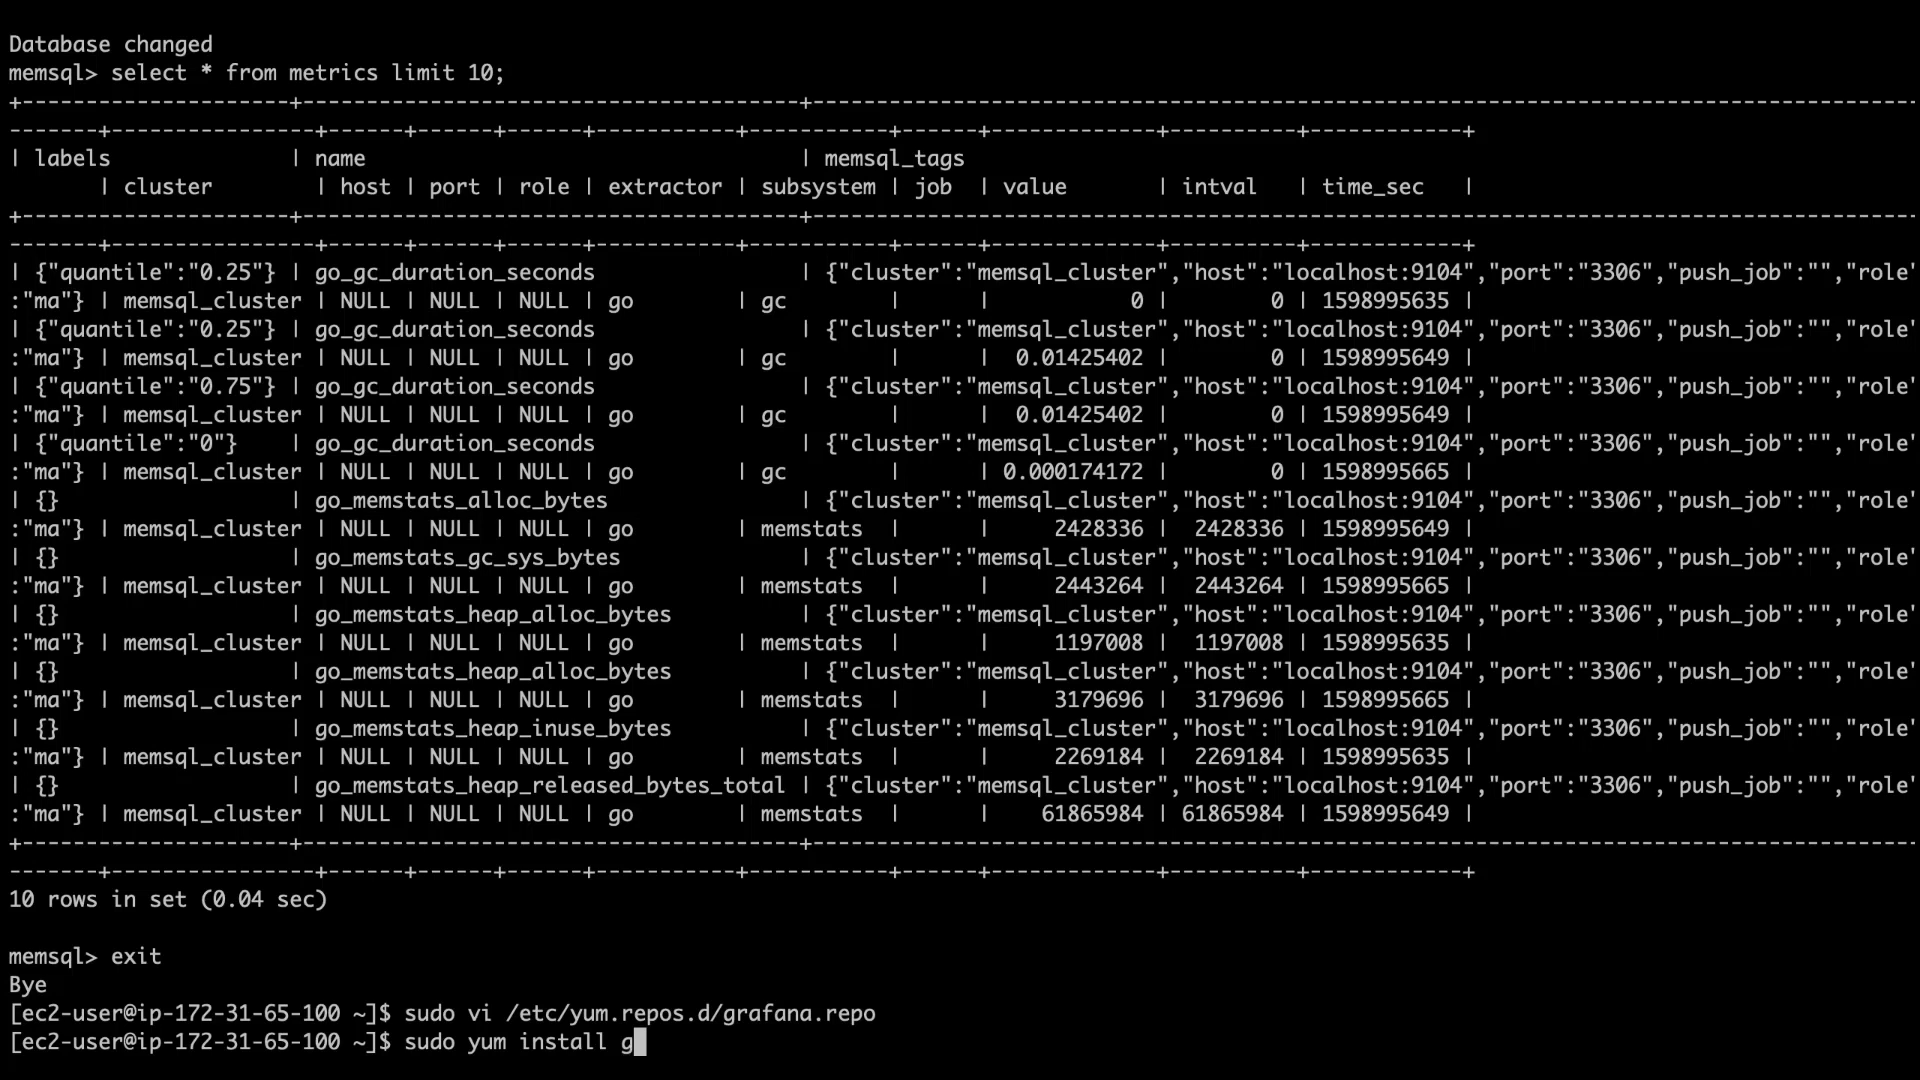 Database changed
memsql> select * from metrics limit 10;
+---------------------+---------------------------------------+---------------------------------------------------------------------------------------
-------+----------------+------+------+------+-----------+-----------+------+-------------+----------+------------+
| labels              | name                                  | memsql_tags
       | cluster        | host | port | role | extractor | subsystem | job  | value       | intval   | time_sec   |
+---------------------+---------------------------------------+---------------------------------------------------------------------------------------
-------+----------------+------+------+------+-----------+-----------+------+-------------+----------+------------+
| {"quantile":"0.25"} | go_gc_duration_seconds                | {"cluster":"memsql_cluster","host":"localhost:9104","port":"3306","push_job":"","role"
:"ma"} | memsql_cluster | NULL | NULL | NULL | go        | gc        |      |           0 |        0 | 1598995635 |
| {"quantile":"0.25"} | go_gc_duration_seconds                | {"cluster":"memsql_cluster","host":"localhost:9104","port":"3306","push_job":"","role"
:"ma"} | memsql_cluster | NULL | NULL | NULL | go        | gc        |      |  0.01425402 |        0 | 1598995649 |
| {"quantile":"0.75"} | go_gc_duration_seconds                | {"cluster":"memsql_cluster","host":"localhost:9104","port":"3306","push_job":"","role"
:"ma"} | memsql_cluster | NULL | NULL | NULL | go        | gc        |      |  0.01425402 |        0 | 1598995649 |
| {"quantile":"0"}    | go_gc_duration_seconds                | {"cluster":"memsql_cluster","host":"localhost:9104","port":"3306","push_job":"","role"
:"ma"} | memsql_cluster | NULL | NULL | NULL | go        | gc        |      | 0.000174172 |        0 | 1598995665 |
| {}                  | go_memstats_alloc_bytes               | {"cluster":"memsql_cluster","host":"localhost:9104","port":"3306","push_job":"","role"
:"ma"} | memsql_cluster | NULL | NULL | NULL | go        | memstats  |      |     2428336 |  2428336 | 1598995649 |
| {}                  | go_memstats_gc_sys_bytes              | {"cluster":"memsql_cluster","host":"localhost:9104","port":"3306","push_job":"","role"
:"ma"} | memsql_cluster | NULL | NULL | NULL | go        | memstats  |      |     2443264 |  2443264 | 1598995665 |
| {}                  | go_memstats_heap_alloc_bytes          | {"cluster":"memsql_cluster","host":"localhost:9104","port":"3306","push_job":"","role"
:"ma"} | memsql_cluster | NULL | NULL | NULL | go        | memstats  |      |     1197008 |  1197008 | 1598995635 |
| {}                  | go_memstats_heap_alloc_bytes          | {"cluster":"memsql_cluster","host":"localhost:9104","port":"3306","push_job":"","role"
:"ma"} | memsql_cluster | NULL | NULL | NULL | go        | memstats  |      |     3179696 |  3179696 | 1598995665 |
| {}                  | go_memstats_heap_inuse_bytes          | {"cluster":"memsql_cluster","host":"localhost:9104","port":"3306","push_job":"","role"
:"ma"} | memsql_cluster | NULL | NULL | NULL | go        | memstats  |      |     2269184 |  2269184 | 1598995635 |
| {}                  | go_memstats_heap_released_bytes_total | {"cluster":"memsql_cluster","host":"localhost:9104","port":"3306","push_job":"","role"
:"ma"} | memsql_cluster | NULL | NULL | NULL | go        | memstats  |      |    61865984 | 61865984 | 1598995649 |
+---------------------+---------------------------------------+---------------------------------------------------------------------------------------
-------+----------------+------+------+------+-----------+-----------+------+-------------+----------+------------+
10 rows in set (0.04 sec)
memsql> exit
Bye
[ec2-user@ip-172-31-65-100 ~]$ sudo vi /etc/yum.repos.d/grafana.repo
[ec2-user@ip-172-31-65-100 ~]$ sudo yum install g